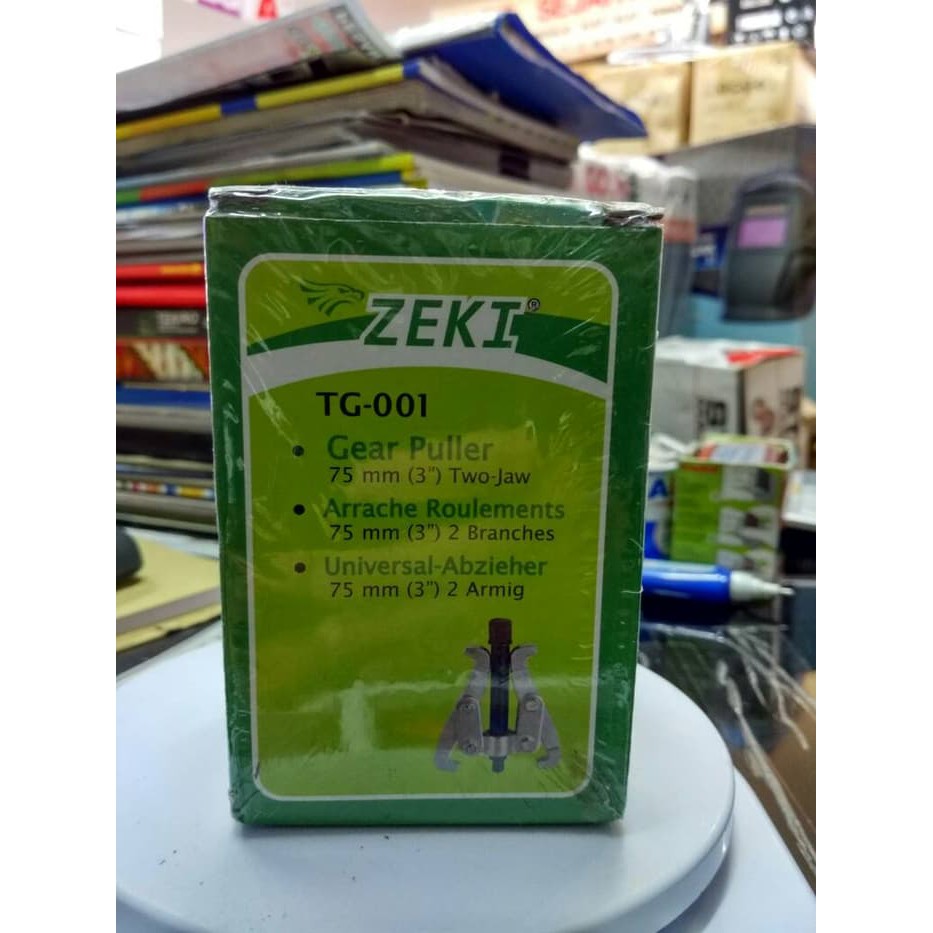 ZEKI®
TG-001
• Gear Puller
75 mm (3") Two-Jaw
• Arrache Roulements
75 mm (3") 2 Branches
• Universal-Abzieher
75 mm (3") 2 Armig